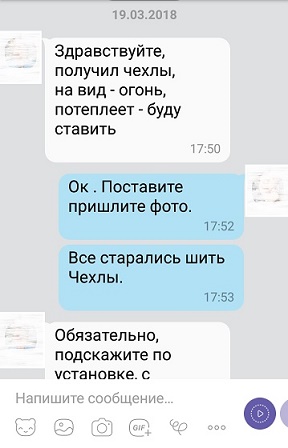 19.03.2018
Здравствуйте,
получил чехлы,
на вид - огонь,
потеплеет - буду
ставить
17:50
Ок . Поставите
пришлите фото.
17:52
Все старались шить
Чехлы.
17:53
Обязательно,
подскажите по
установке, с
Напишите сообщение...
GIF